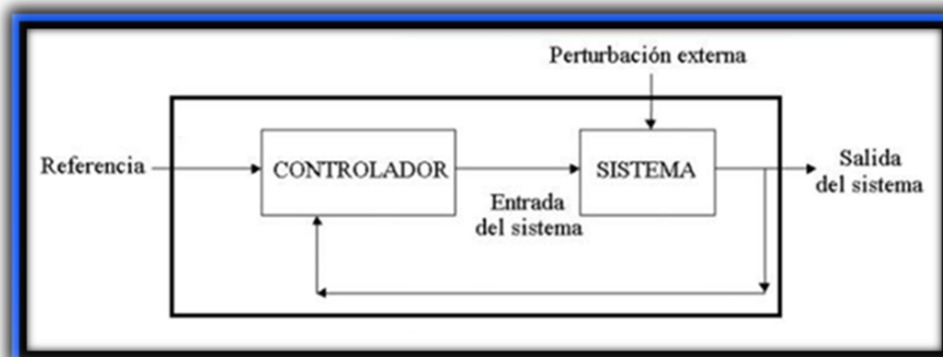 Perturbación externa
Referencia
CONTROLADOR
SISTEMA
Salida
del sistema
Entrada
del sistema